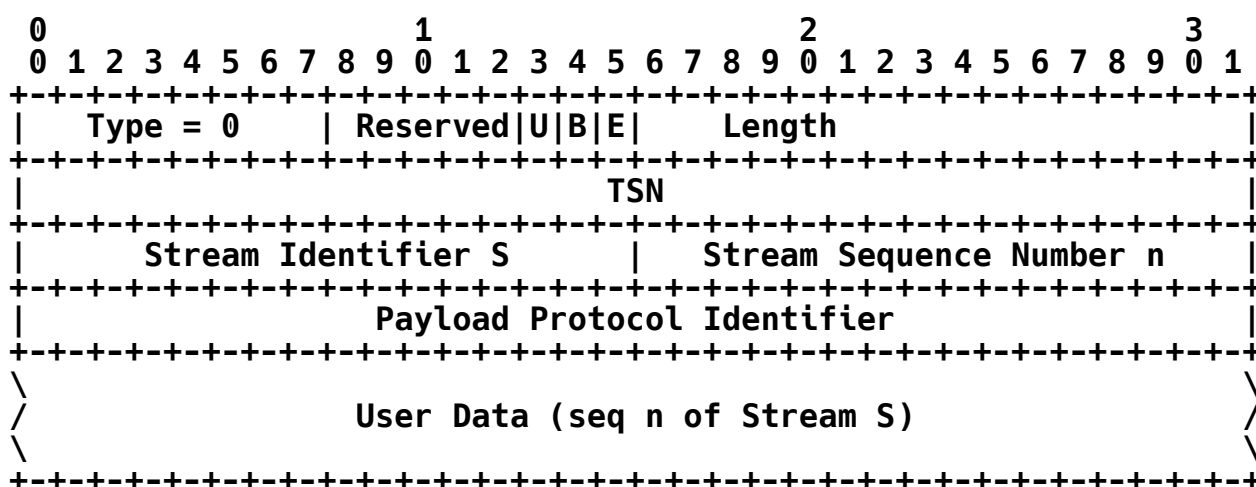 0                   1                   2                   3
 0 1 2 3 4 5 6 7 8 9 0 1 2 3 4 5 6 7 8 9 0 1 2 3 4 5 6 7 8 9 0 1
+-+-+-+-+-+-+-+-+-+-+-+-+-+-+-+-+-+-+-+-+-+-+-+-+-+-+-+-+-+-+-+-+
|   Type = 0    | Reserved|U|B|E|    Length                     |
+-+-+-+-+-+-+-+-+-+-+-+-+-+-+-+-+-+-+-+-+-+-+-+-+-+-+-+-+-+-+-+-+
|                              TSN                              |
+-+-+-+-+-+-+-+-+-+-+-+-+-+-+-+-+-+-+-+-+-+-+-+-+-+-+-+-+-+-+-+-+
|      Stream Identifier S      |   Stream Sequence Number n    |
+-+-+-+-+-+-+-+-+-+-+-+-+-+-+-+-+-+-+-+-+-+-+-+-+-+-+-+-+-+-+-+-+
|                  Payload Protocol Identifier                  |
+-+-+-+-+-+-+-+-+-+-+-+-+-+-+-+-+-+-+-+-+-+-+-+-+-+-+-+-+-+-+-+-+
\                                                               \
/                 User Data (seq n of Stream S)                 /
\                                                               \
+-+-+-+-+-+-+-+-+-+-+-+-+-+-+-+-+-+-+-+-+-+-+-+-+-+-+-+-+-+-+-+-+